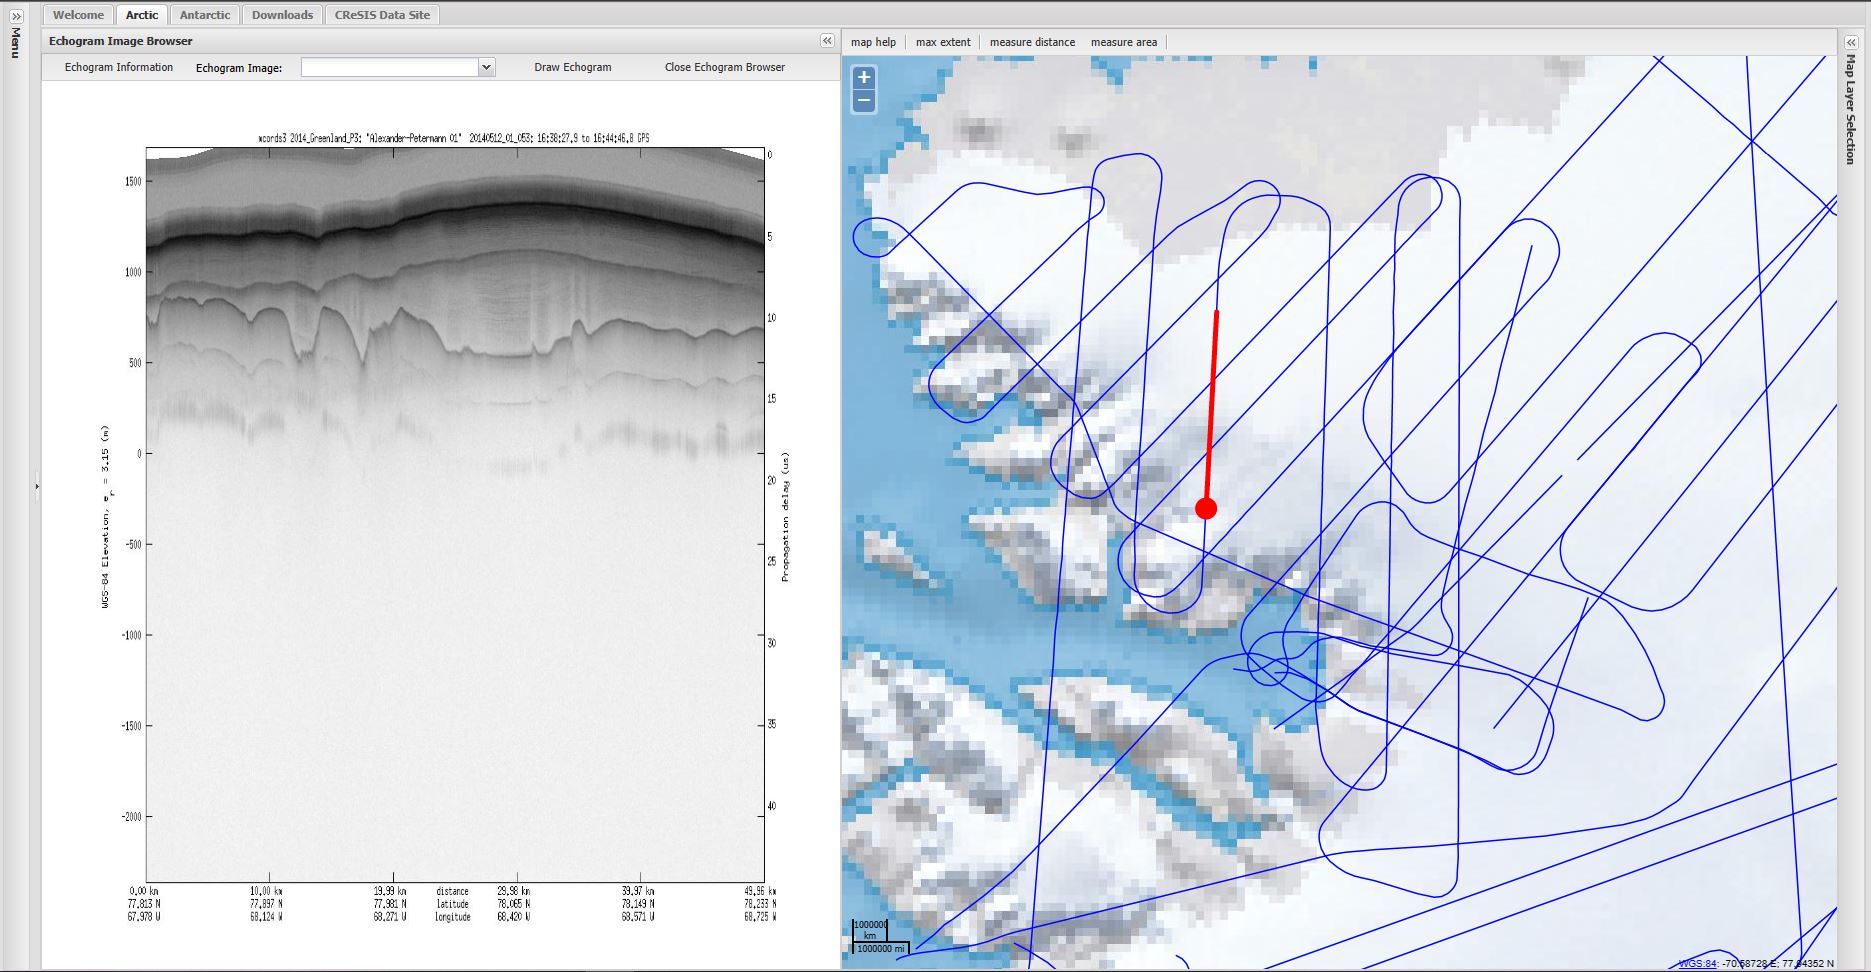 Menu
Welcome
Arctic
Antarctic
Downloads
CReSIS Data Site
Echogram Image Browser
Echogram Information
Echogram Image:
Draw Echogram
Close Echogram Browser
mcords3 2014_Greenland_P3: "Alexander-Petermann 01" 20140512_01_053: 16:38:27.9 to 16:44:46.8 GPS
1500
1000
500
0
-500
-1000
-1500
-2000
WGS-84 Elevation, e_r = 3.15 (m)
0
5
10
15
20
25
30
35
40
Propagation delay (us)
0.00 km 10.00 km 19.99 km distance 29.98 km 39.97 km 49.96 km
77.813 N 77.897 N 77.981 N latitude 78.065 N 78.149 N 78.233 N
67.978 W 68.124 W 68.271 W longitude 68.420 W 68.571 W 68.725 W
map help
max extent
measure distance
measure area
+
−
1000000
km
1000000 mi
WGS:84: -70.58728 E; 77.04352 N
Map Layer Selection